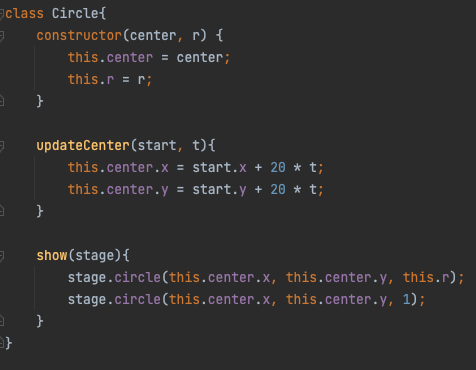 class Circle{
    constructor(center, r) {
        this.center = center;
        this.r = r;
    }

    updateCenter(start, t){
        this.center.x = start.x + 20 * t;
        this.center.y = start.y + 20 * t;
    }

    show(stage){
        stage.circle(this.center.x, this.center.y, this.r);
        stage.circle(this.center.x, this.center.y, 1);
    }
}